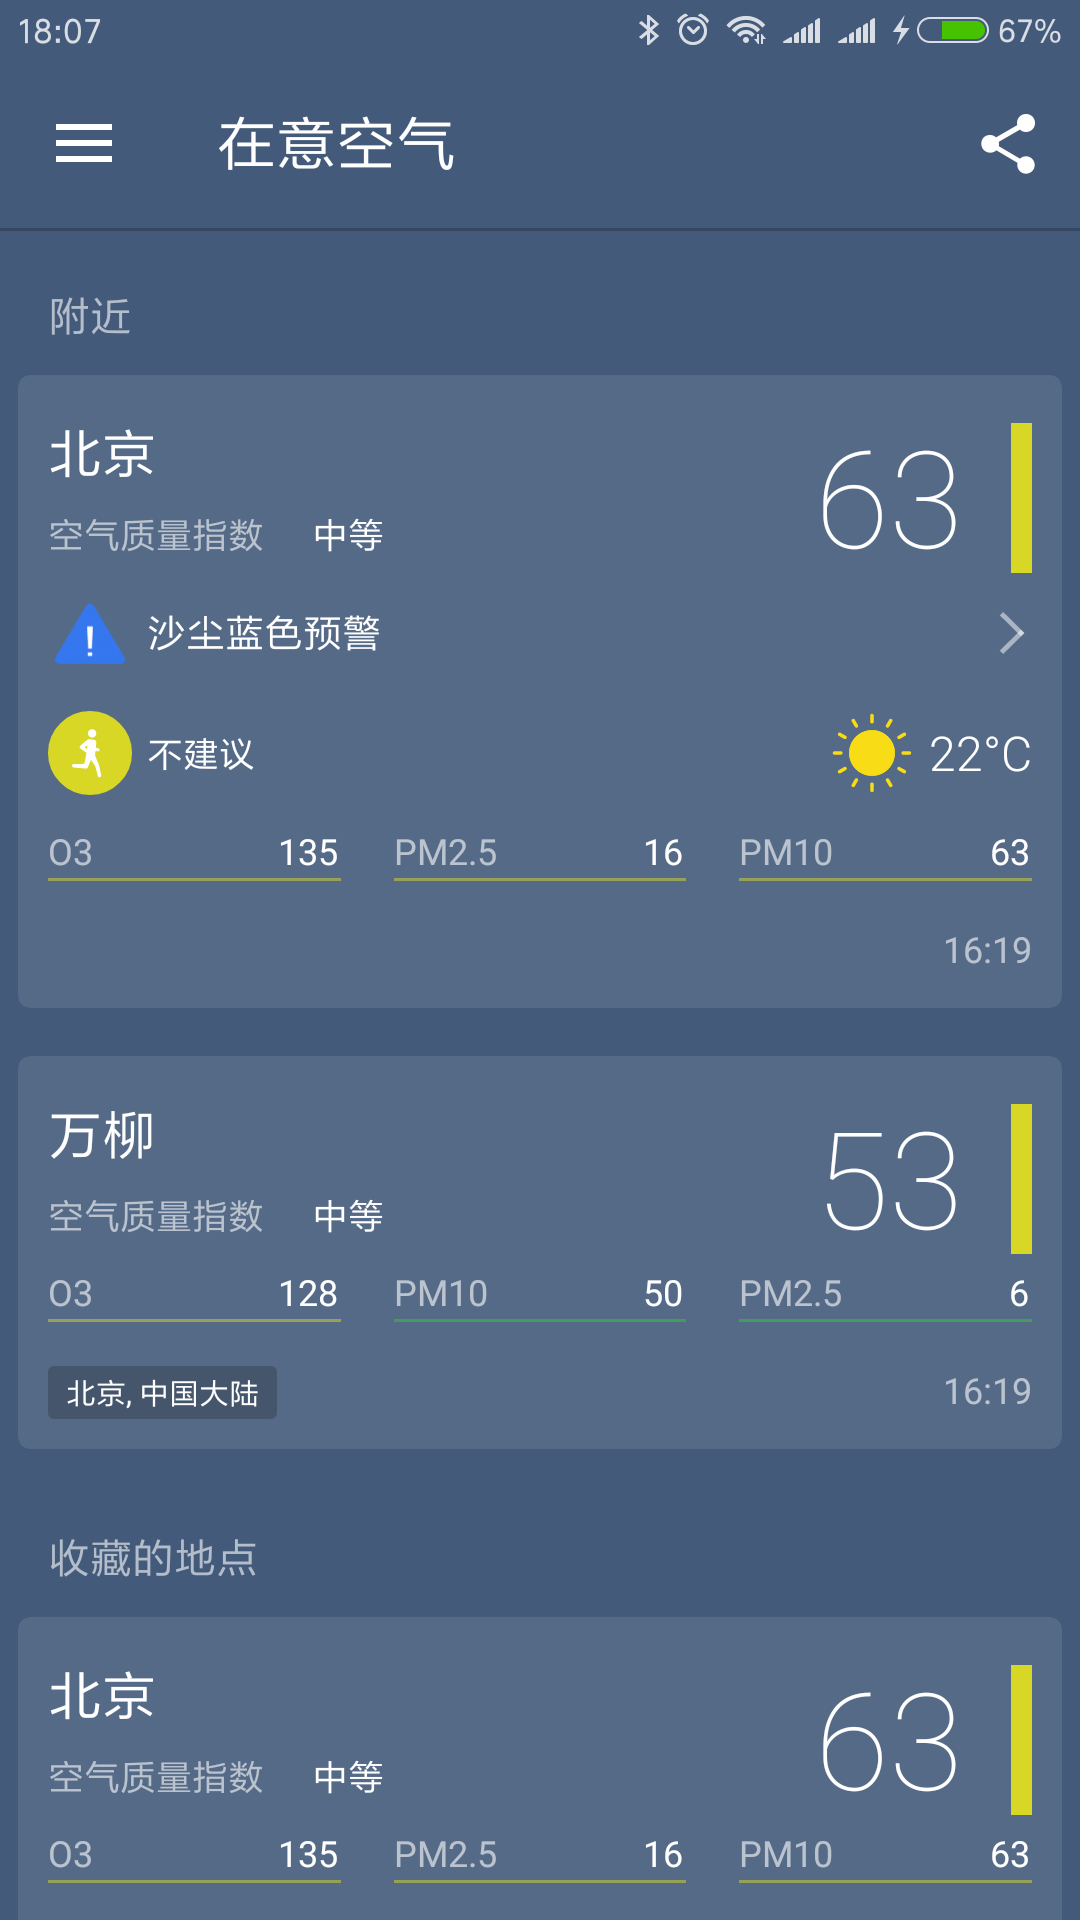 18:07 67%
在意空气
附近
北京 63
空气质量指数 中等
沙尘蓝色预警
不建议 22°C
O3 135 PM2.5 16 PM10 63
16:19
万柳 53
空气质量指数 中等
O3 128 PM10 50 PM2.5 6
北京, 中国大陆 16:19
收藏的地点
北京 63
空气质量指数 中等
O3 135 PM2.5 16 PM10 63